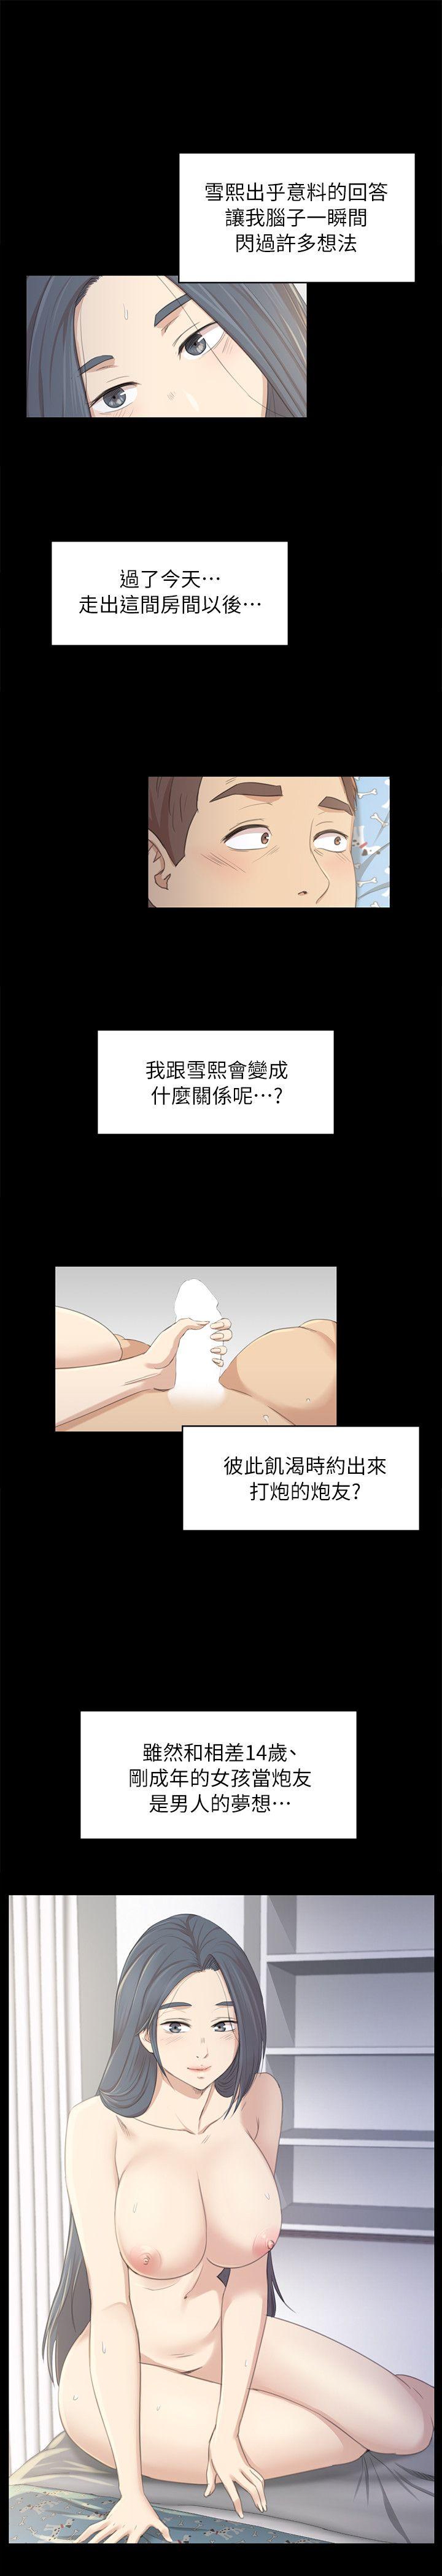 雪熙出乎意料的回答
讓我腦子一瞬間
閃過許多想法
過了今天⋯
走出這間房間以後⋯
我跟雪熙會變成
什麼關係呢⋯?
彼此飢渴時約出來
打炮的炮友?
雖然和相差14歲、
剛成年的女孩當炮友
是男人的夢想⋯